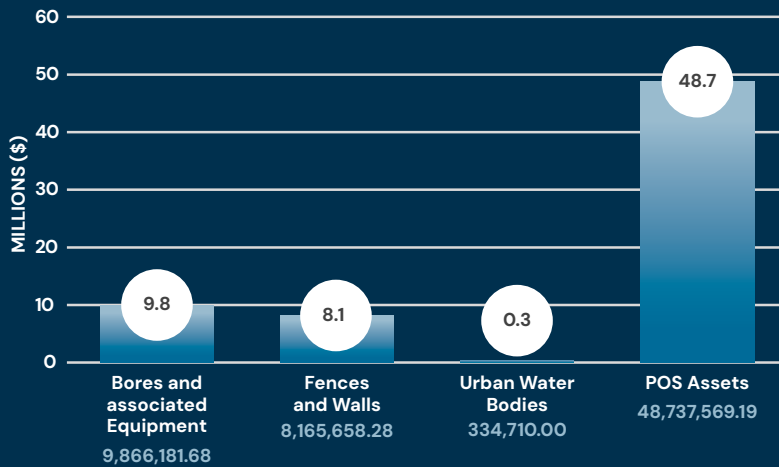 60
50
40
30
20
10
0
MILLIONS ($)
9.8
8.1
0.3
48.7
Bores and
associated
Equipment
9,866,181.68
Fences
and Walls
8,165,658.28
Urban Water
Bodies
334,710.00
POS Assets
48,737,569.19